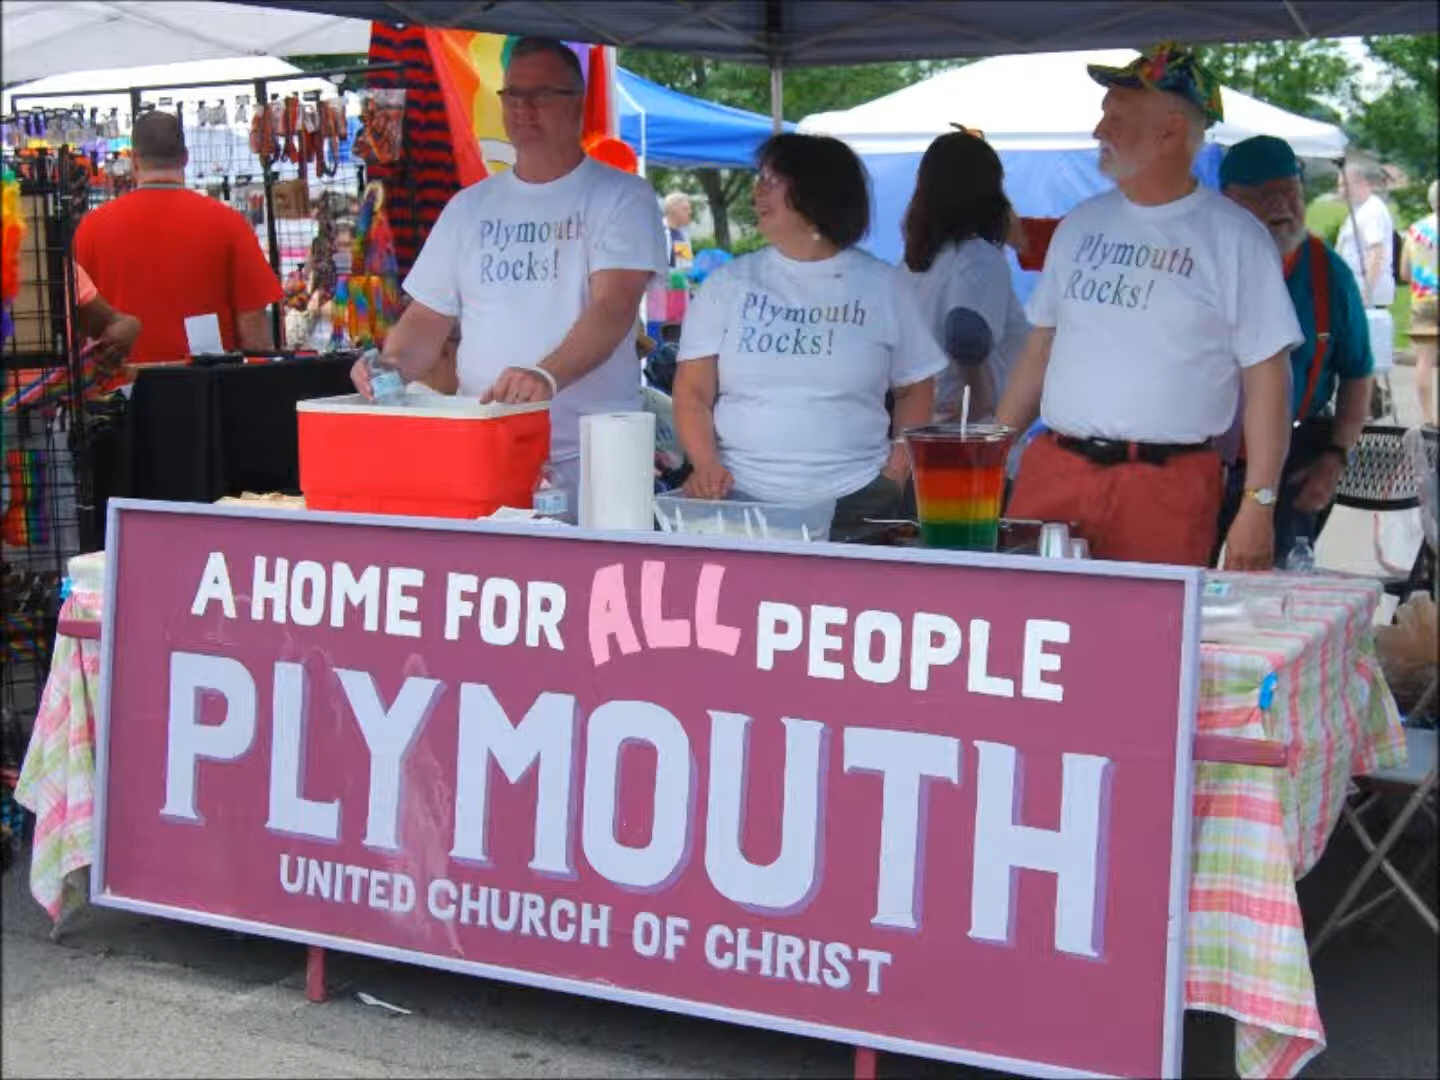 Plymouth
Rocks!
Plymouth
Rocks!
Plymouth
Rocks!
A HOME FOR ALL PEOPLE
PLYMOUTH
UNITED CHURCH OF CHRIST